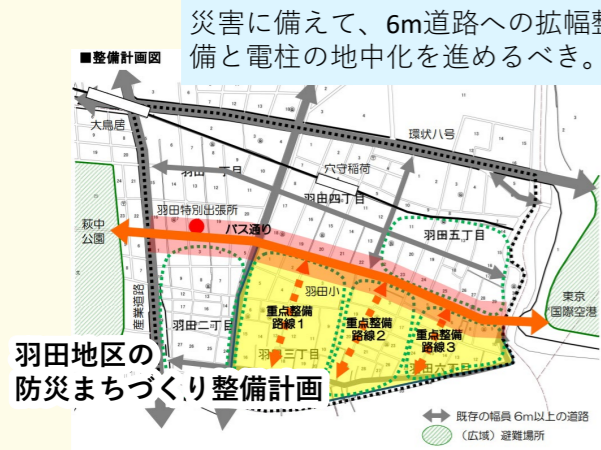 災害に備えて、6m道路への拡幅整
備と電柱の地中化を進めるべき。
■整備計画図
大鳥居
環状八号
穴守稲荷
羽田四丁目
羽田特別出張所
羽田五丁目
萩中
公園
バス通り
産業道路
羽田小
東京
国際空港
重点整備
路線1
重点整備
路線2
重点整備
路線3
羽田二丁目
羽田の三丁目
羽田六丁目
羽田地区の
防災まちづくり整備計画
既存の幅員6m以上の道路
（広域）避難場所